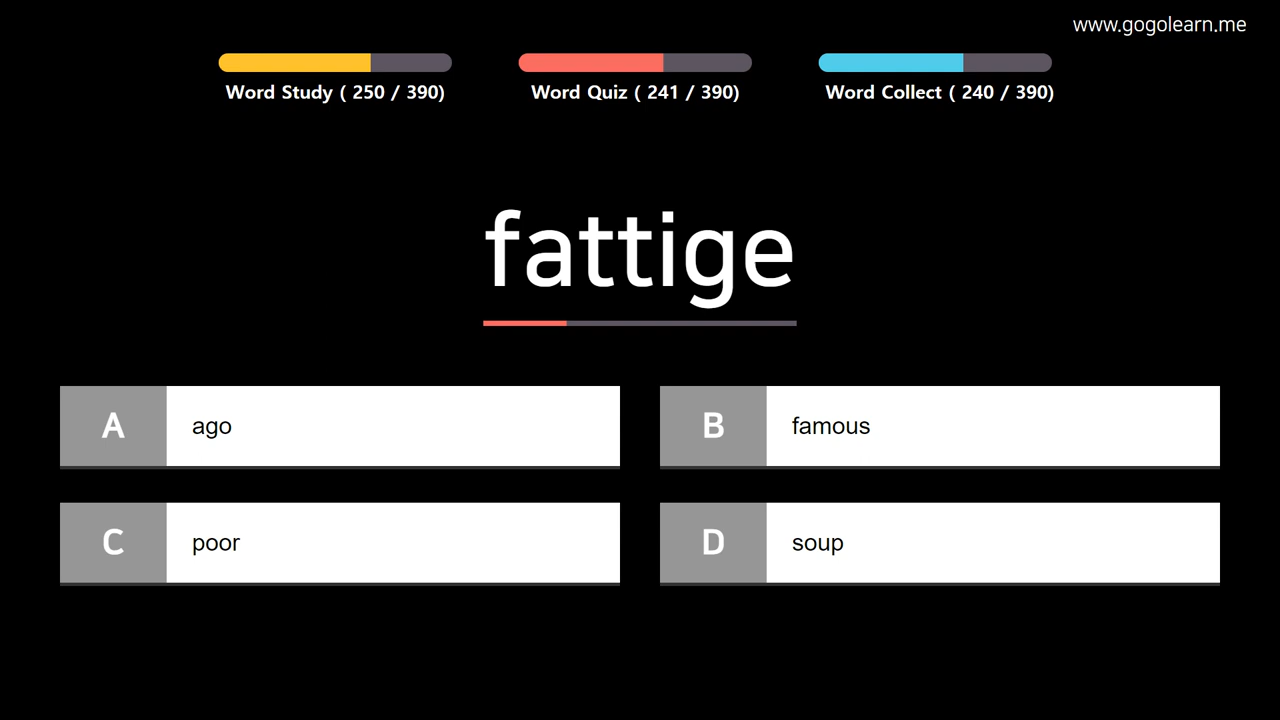 www.gogolearn.me
Word Study ( 250 / 390)
Word Quiz ( 241 / 390)
Word Collect ( 240 / 390)
fattige
A ago
B famous
C poor
D soup